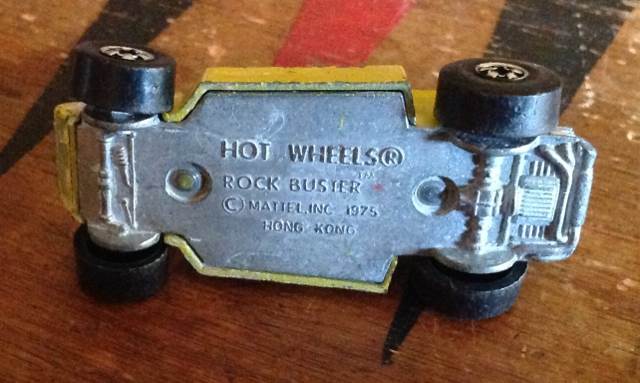 HOT WHEELS®
ROCK BUSTER™
© MATTEL, INC. 1975
HONG KONG